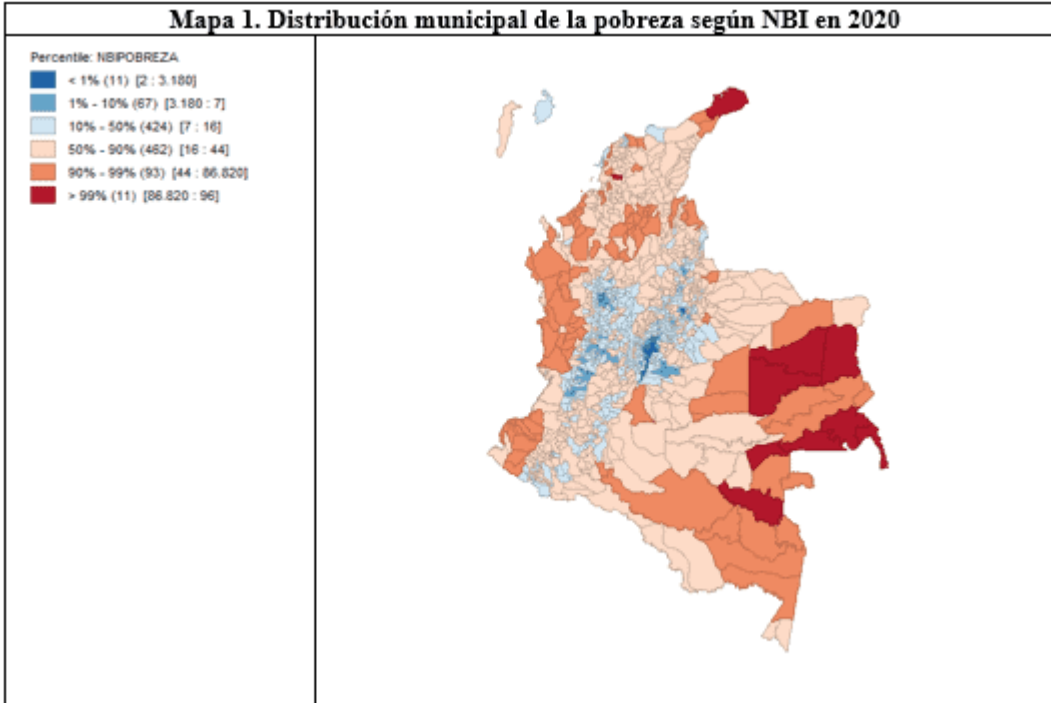 Mapa 1. Distribución municipal de la pobreza según NBI en 2020
Percentile: NBIPOBREZA
< 1% (11) [2 : 3.180]
1% - 10% (67) [3.180 : 7]
10% - 50% (424) [7 : 16]
50% - 90% (462) [16 : 44]
90% - 99% (93) [44 : 86.820]
> 99% (11) [86.820 : 96]